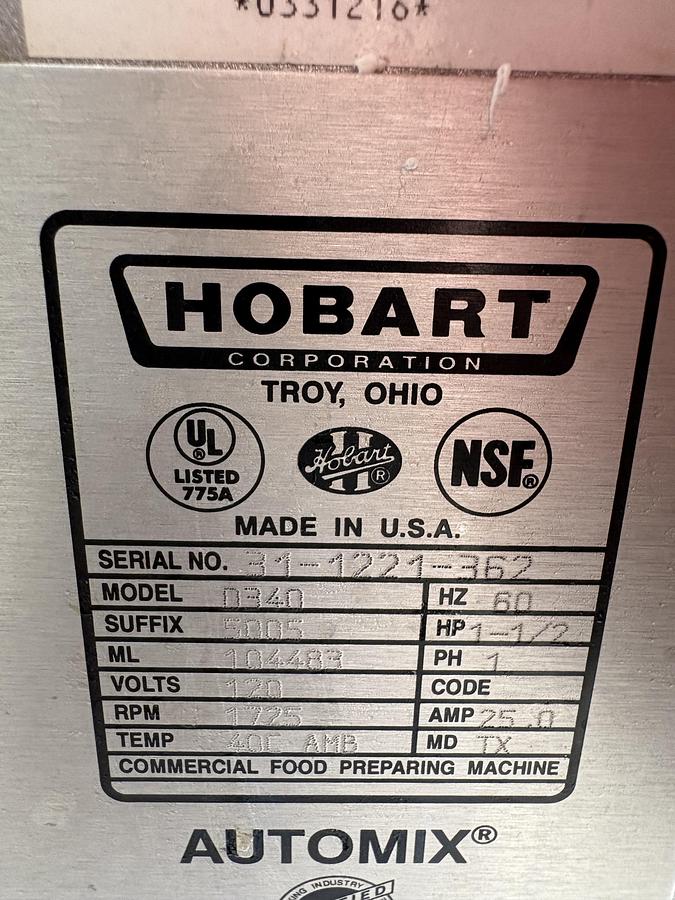 *0331216*
HOBART
CORPORATION
TROY, OHIO
UL
®
LISTED
775A
Hobart ®
NSF®
MADE IN U.S.A.
SERIAL NO. 31-1221-362
MODEL D340 HZ 60
SUFFIX 5005 HP 1-1/2
ML 104483 PH 1
VOLTS 120 CODE
RPM 1725 AMP 25.0
TEMP 40C AMB MD TX
COMMERCIAL FOOD PREPARING MACHINE
AUTOMIX®
INDUSTRY